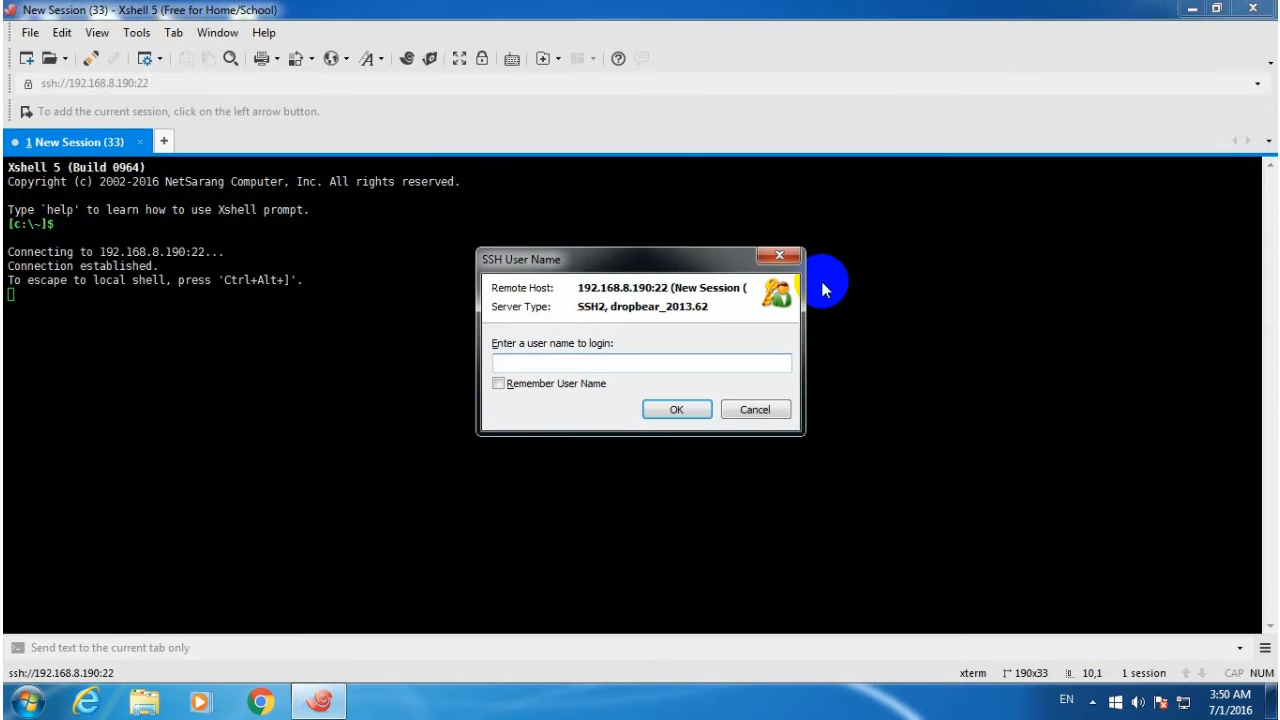 New Session (33) - Xshell 5 (Free for Home/School)
File Edit View Tools Tab Window Help
ssh://192.168.8.190:22
To add the current session, click on the left arrow button.
1 New Session (33)
Xshell 5 (Build 0964)
Copyright (c) 2002-2016 NetSarang Computer, Inc. All rights reserved.
Type `help' to learn how to use Xshell prompt.
[c:\~]$
Connecting to 192.168.8.190:22...
Connection established.
To escape to local shell, press 'Ctrl+Alt+]'.
SSH User Name
Remote Host: 192.168.8.190:22 (New Session (
Server Type: SSH2, dropbear_2013.62
Enter a user name to login:
Remember User Name
OK Cancel
Send text to the current tab only
ssh://192.168.8.190:22 xterm 190x33 10,1 1 session CAP NUM
EN 3:50 AM
7/1/2016